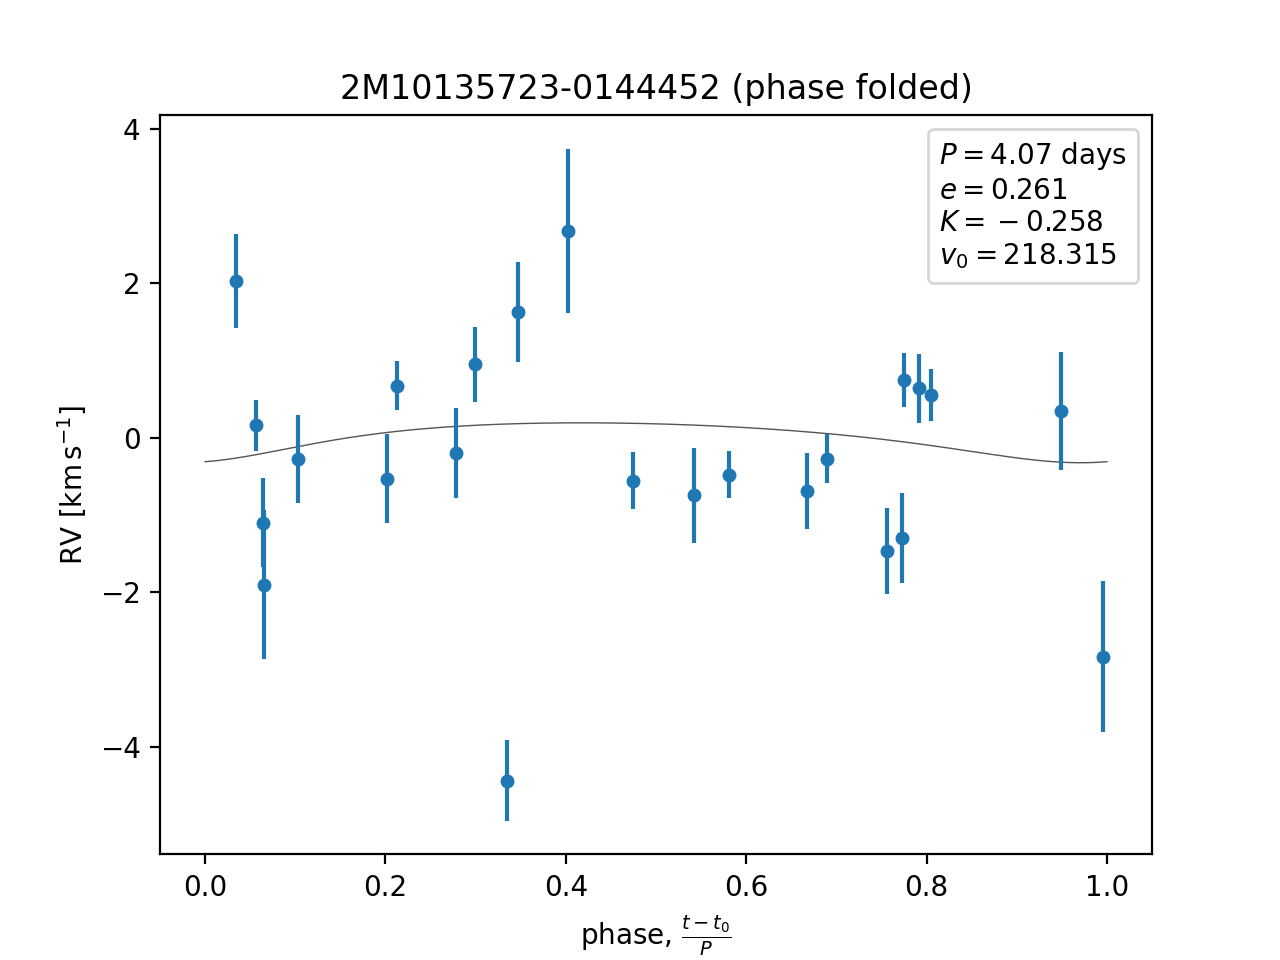 2M10135723-0144452 (phase folded)
P = 4.07 days
e = 0.261
K = −0.258
v₀ = 218.315
4
2
0
−2
−4
RV [km s⁻¹]
0.0 0.2 0.4 0.6 0.8 1.0
phase, (t − t₀)/P